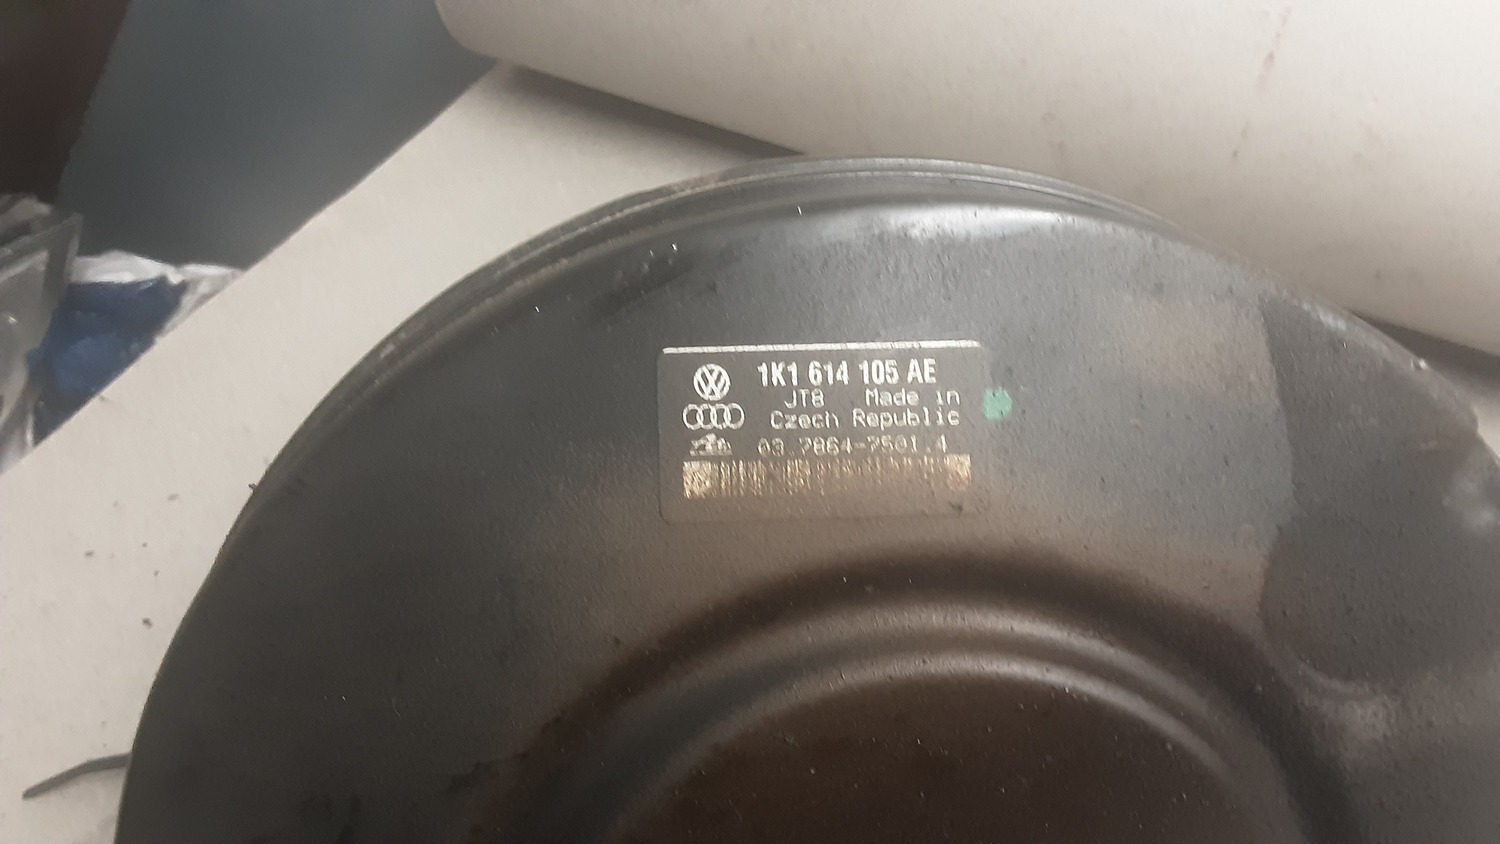 1K1 614 105 AE
JT8 Made in
Czech Republic
03.7864-7501.4